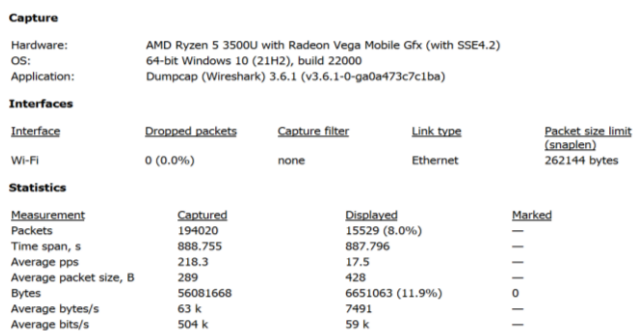 Capture
Hardware: AMD Ryzen 5 3500U with Radeon Vega Mobile Gfx (with SSE4.2)
OS: 64-bit Windows 10 (21H2), build 22000
Application: Dumpcap (Wireshark) 3.6.1 (v3.6.1-0-ga0a473c7c1ba)
Interfaces
Interface Dropped packets Capture filter Link type Packet size limit
(snaplen)
Wi-Fi 0 (0.0%) none Ethernet 262144 bytes
Statistics
Measurement Captured Displayed Marked
Packets 194020 15529 (8.0%) —
Time span, s 888.755 887.796 —
Average pps 218.3 17.5 —
Average packet size, B 289 428 —
Bytes 56081668 6651063 (11.9%) 0
Average bytes/s 63 k 7491 —
Average bits/s 504 k 59 k —